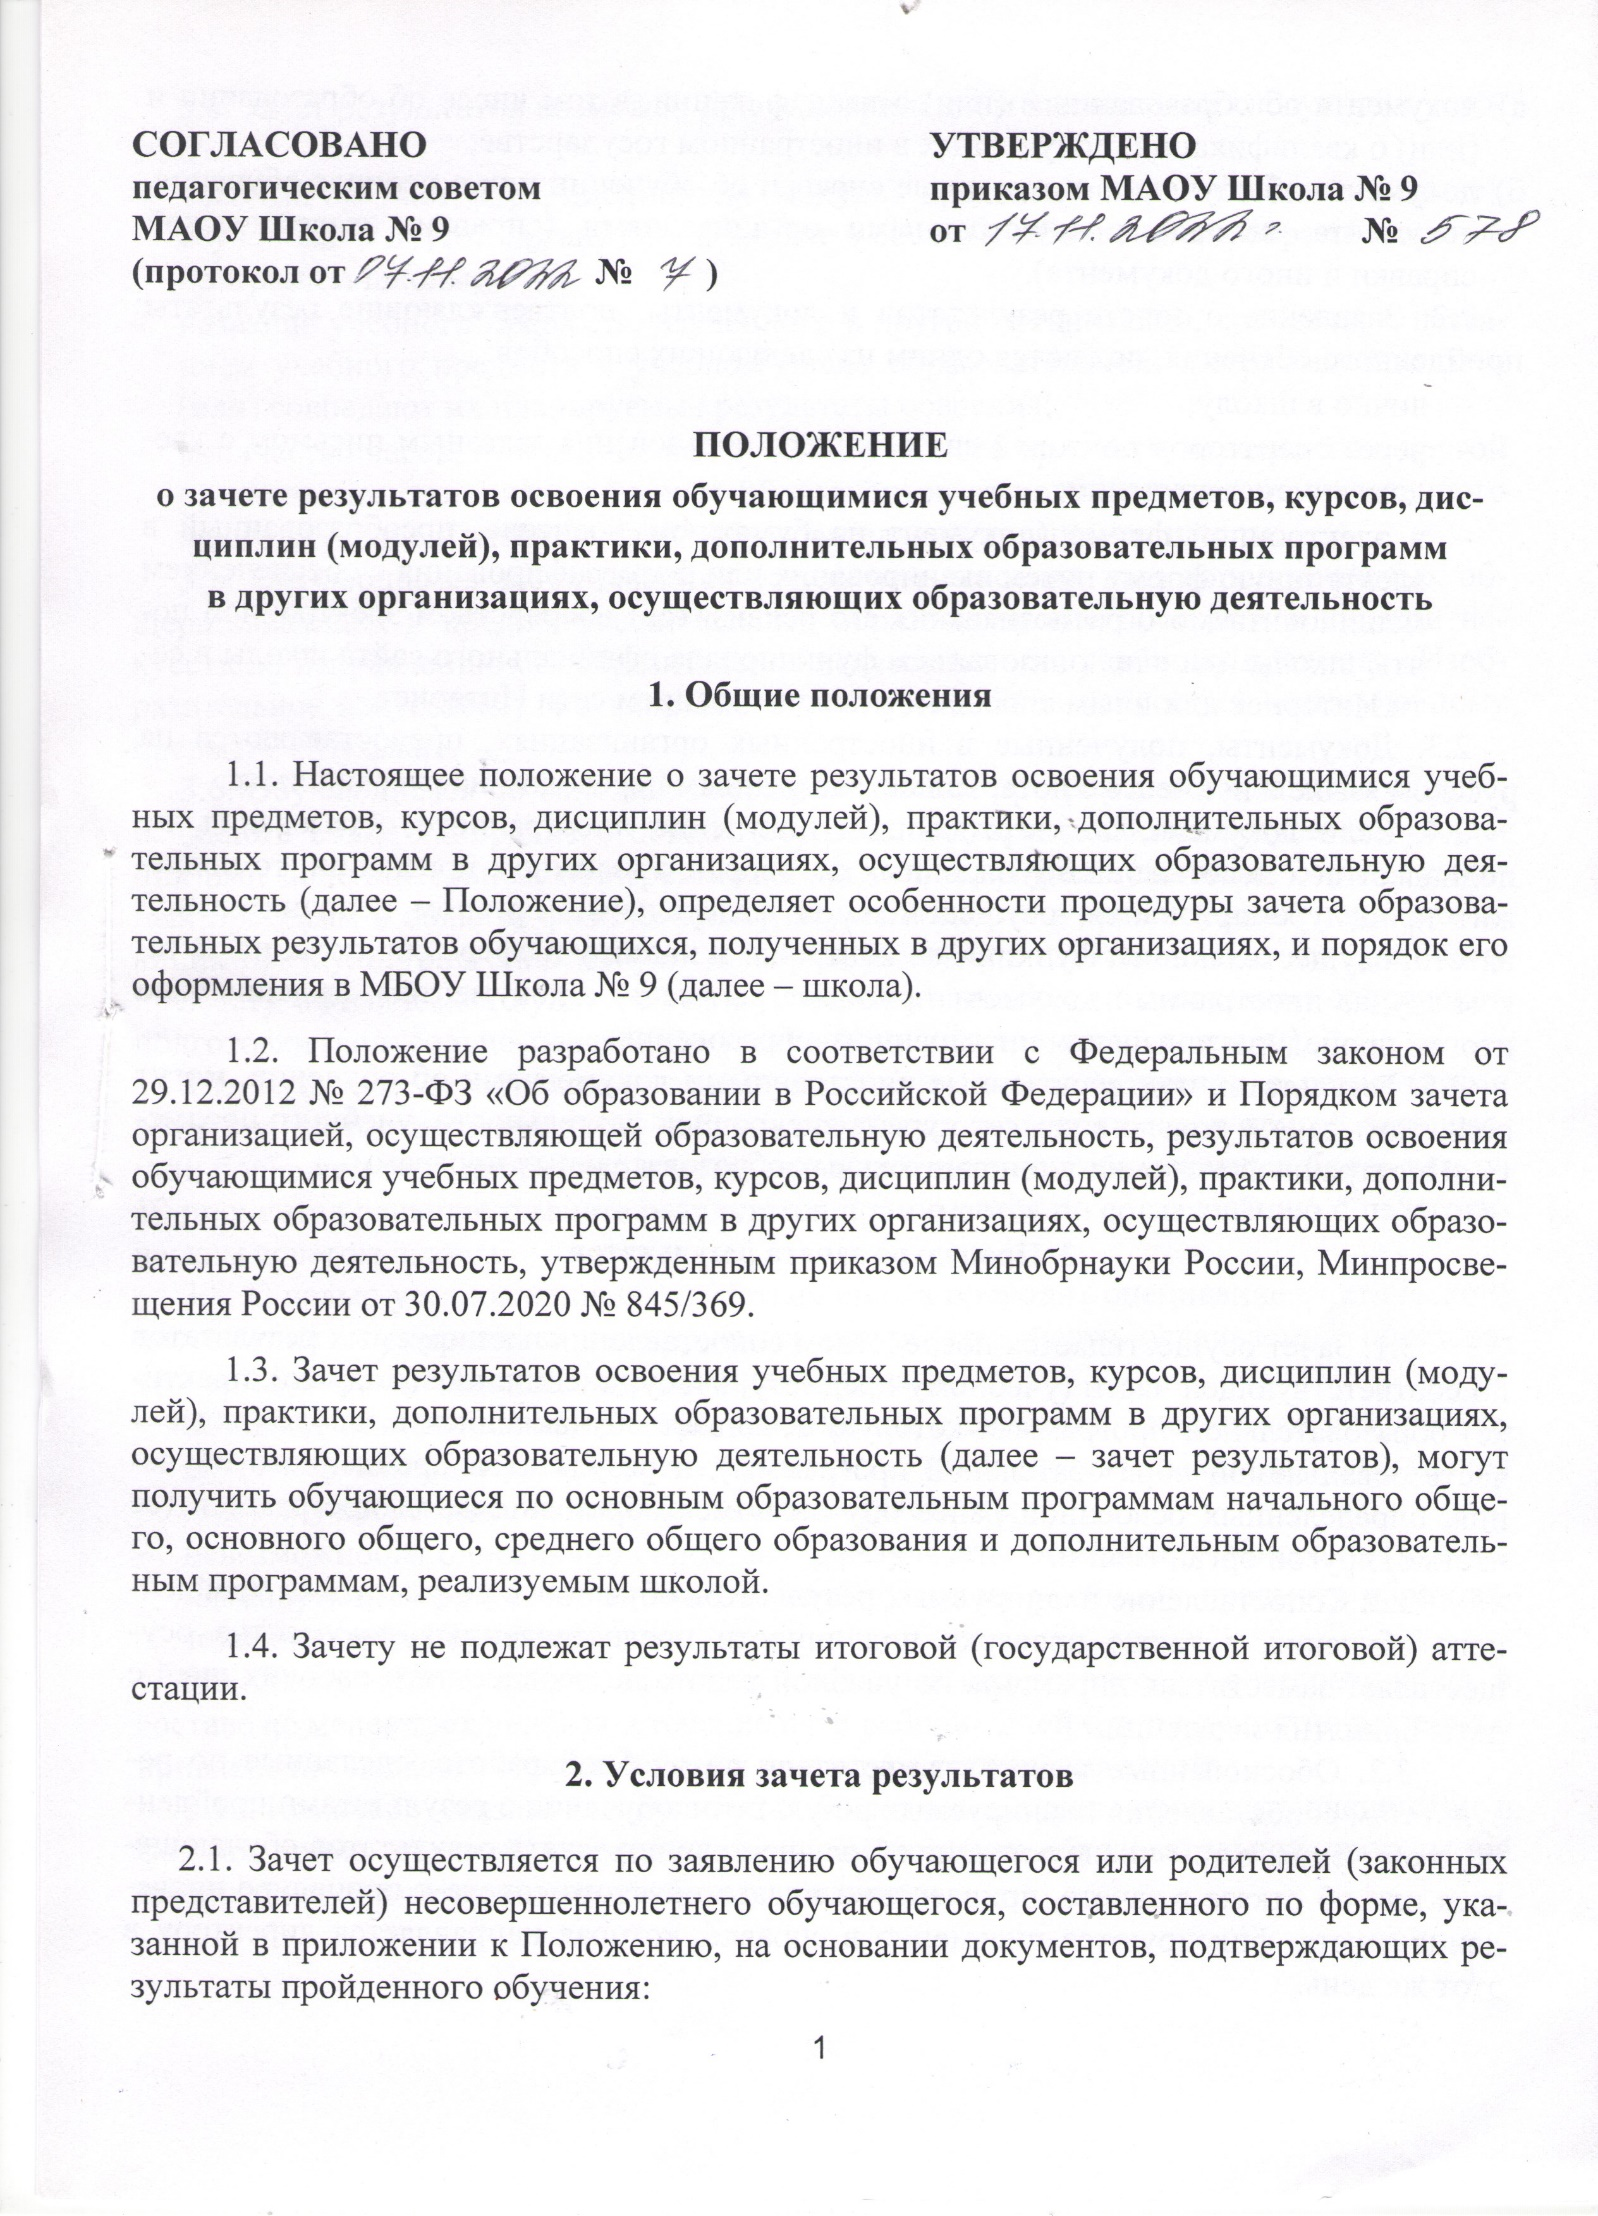 СОГЛАСОВАНО
педагогическим советом
МАОУ Школа № 9
(протокол от 07.11.2022 № 7 )
УТВЕРЖДЕНО
приказом МАОУ Школа № 9
от 17.11.2022г. № 578
ПОЛОЖЕНИЕ
о зачете результатов освоения обучающимися учебных предметов, курсов, дис-
циплин (модулей), практики, дополнительных образовательных программ
в других организациях, осуществляющих образовательную деятельность
1. Общие положения
1.1. Настоящее положение о зачете результатов освоения обучающимися учеб-
ных предметов, курсов, дисциплин (модулей), практики, дополнительных образова-
тельных программ в других организациях, осуществляющих образовательную дея-
тельность (далее – Положение), определяет особенности процедуры зачета образова-
тельных результатов обучающихся, полученных в других организациях, и порядок его
оформления в МБОУ Школа № 9 (далее – школа).
1.2. Положение разработано в соответствии с Федеральным законом от
29.12.2012 № 273-ФЗ «Об образовании в Российской Федерации» и Порядком зачета
организацией, осуществляющей образовательную деятельность, результатов освоения
обучающимися учебных предметов, курсов, дисциплин (модулей), практики, дополни-
тельных образовательных программ в других организациях, осуществляющих образо-
вательную деятельность, утвержденным приказом Минобрнауки России, Минпросве-
щения России от 30.07.2020 № 845/369.
1.3. Зачет результатов освоения учебных предметов, курсов, дисциплин (моду-
лей), практики, дополнительных образовательных программ в других организациях,
осуществляющих образовательную деятельность (далее – зачет результатов), могут
получить обучающиеся по основным образовательным программам начального обще-
го, основного общего, среднего общего образования и дополнительным образователь-
ным программам, реализуемым школой.
1.4. Зачету не подлежат результаты итоговой (государственной итоговой) атте-
стации.
2. Условия зачета результатов
2.1. Зачет осуществляется по заявлению обучающегося или родителей (законных
представителей) несовершеннолетнего обучающегося, составленного по форме, ука-
занной в приложении к Положению, на основании документов, подтверждающих ре-
зультаты пройденного обучения:
1